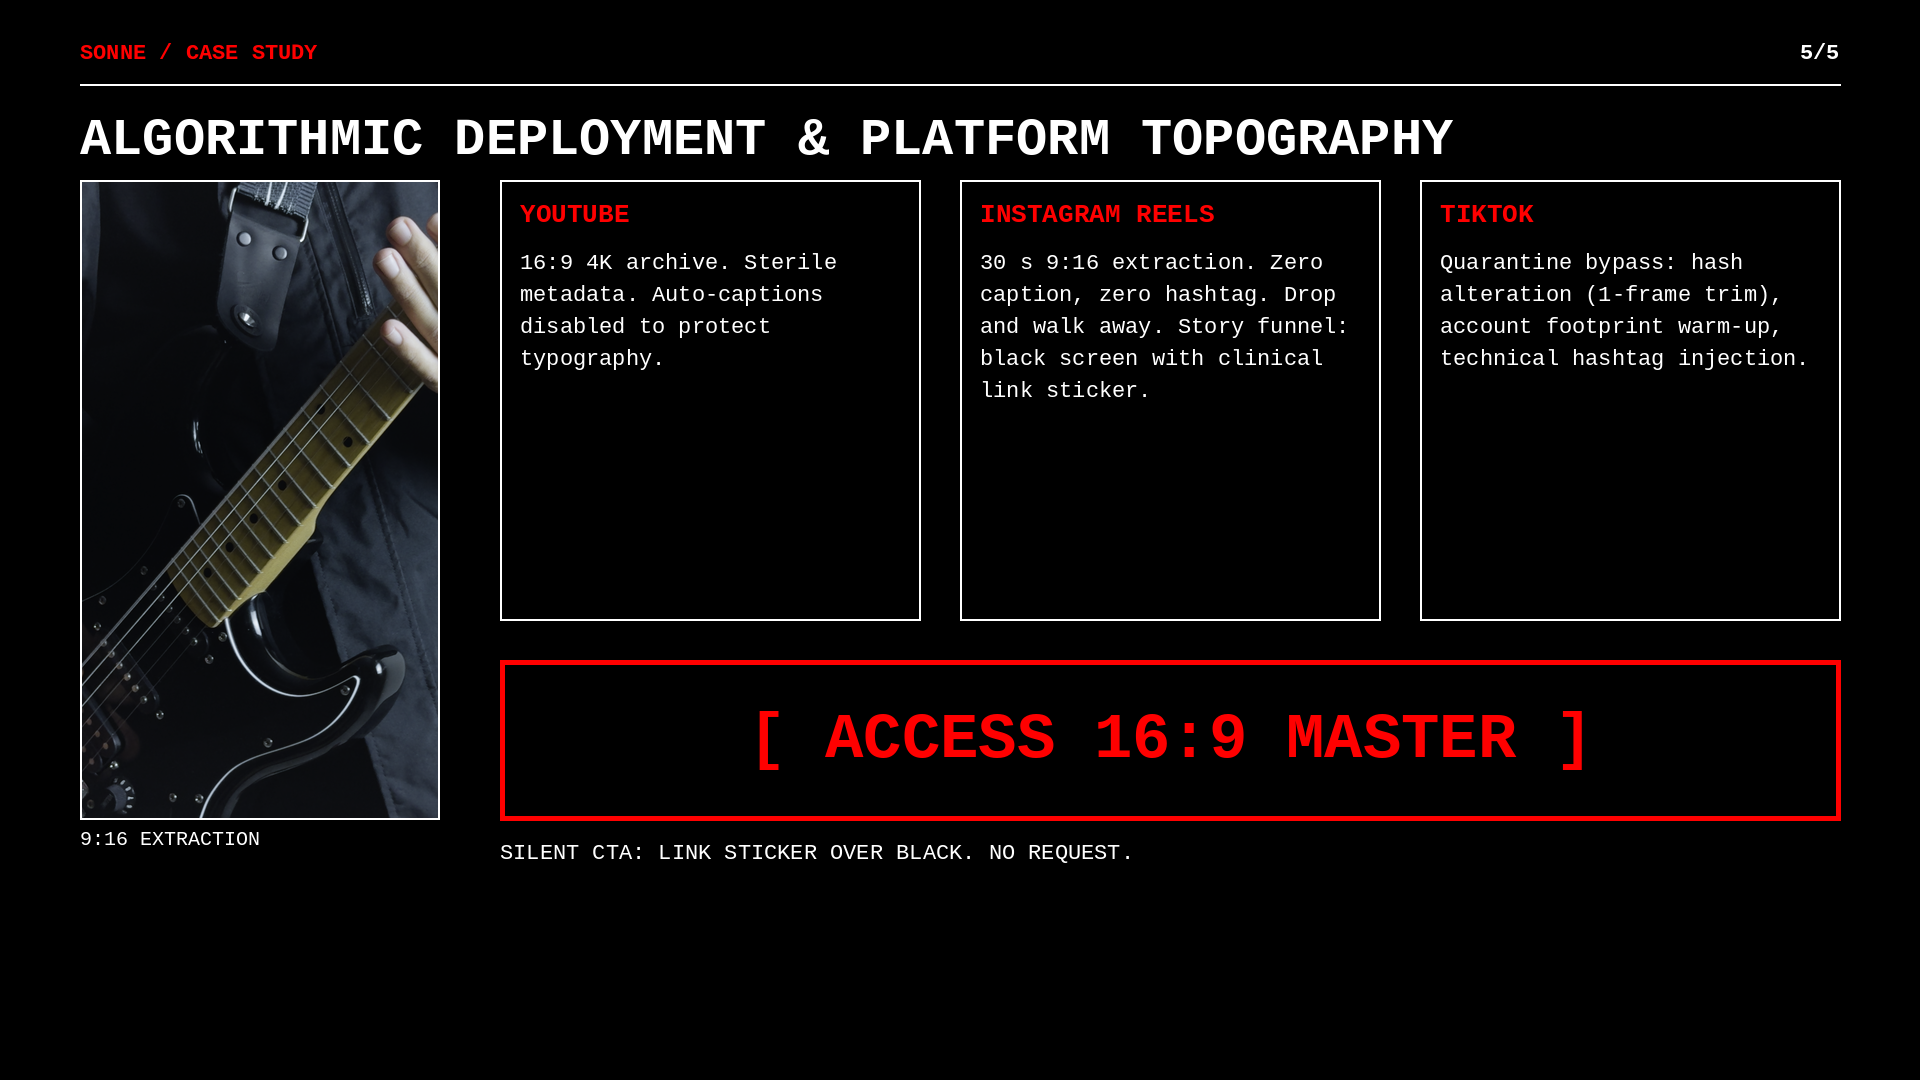 SONNE / CASE STUDY
5/5
ALGORITHMIC DEPLOYMENT & PLATFORM TOPOGRAPHY
YOUTUBE
16:9 4K archive. Sterile
metadata. Auto-captions
disabled to protect
typography.
INSTAGRAM REELS
30 s 9:16 extraction. Zero
caption, zero hashtag. Drop
and walk away. Story funnel:
black screen with clinical
link sticker.
TIKTOK
Quarantine bypass: hash
alteration (1-frame trim),
account footprint warm-up,
technical hashtag injection.
[ ACCESS 16:9 MASTER ]
9:16 EXTRACTION
SILENT CTA: LINK STICKER OVER BLACK. NO REQUEST.